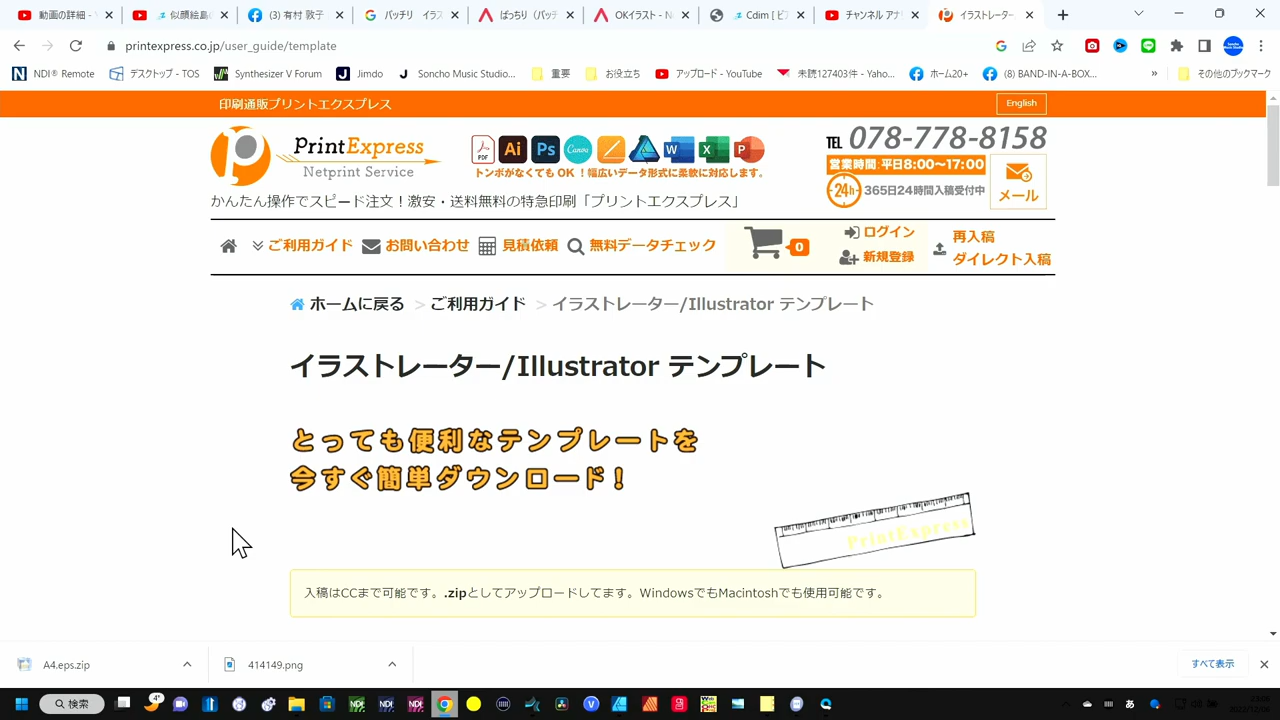 動画の詳細 -
似顔絵島
(3) 有村 敦子
バッチリ イラス
ばっちり（バッチ
OKイラスト - N
Cdim [ ピア
チャンネル アナリ
イラストレーター
printexpress.co.jp/user_guide/template
NDI® Remote
デスクトップ - TOS
Synthesizer V Forum
Jimdo
Soncho Music Studio...
重要
お役立ち
アップロード - YouTube
未読127403件 - Yahoo...
ホーム20+
(8) BAND-IN-A-BOX...
»
その他のブックマーク
印刷通販プリントエクスプレス
English
PrintExpress
Netprint Service
PDF
Ai
Ps
Canva
W
X
P
トンボがなくてもOK！幅広いデータ形式に柔軟に対応します。
TEL 078-778-8158
営業時間:平日8:00〜17:00
24h
365日24時間入稿受付中
メール
かんたん操作でスピード注文！激安・送料無料の特急印刷「プリントエクスプレス」
ご利用ガイド
お問い合わせ
見積依頼
無料データチェック
0
ログイン
新規登録
再入稿
ダイレクト入稿
ホームに戻る > ご利用ガイド > イラストレーター/Illustrator テンプレート
イラストレーター/Illustrator テンプレート
とっても便利なテンプレートを
今すぐ簡単ダウンロード！
PrintExpress
入稿はCCまで可能です。.zipとしてアップロードしてます。WindowsでもMacintoshでも使用可能です。
A4.eps.zip
414149.png
すべて表示
検索
4°
あ
2023/12/06